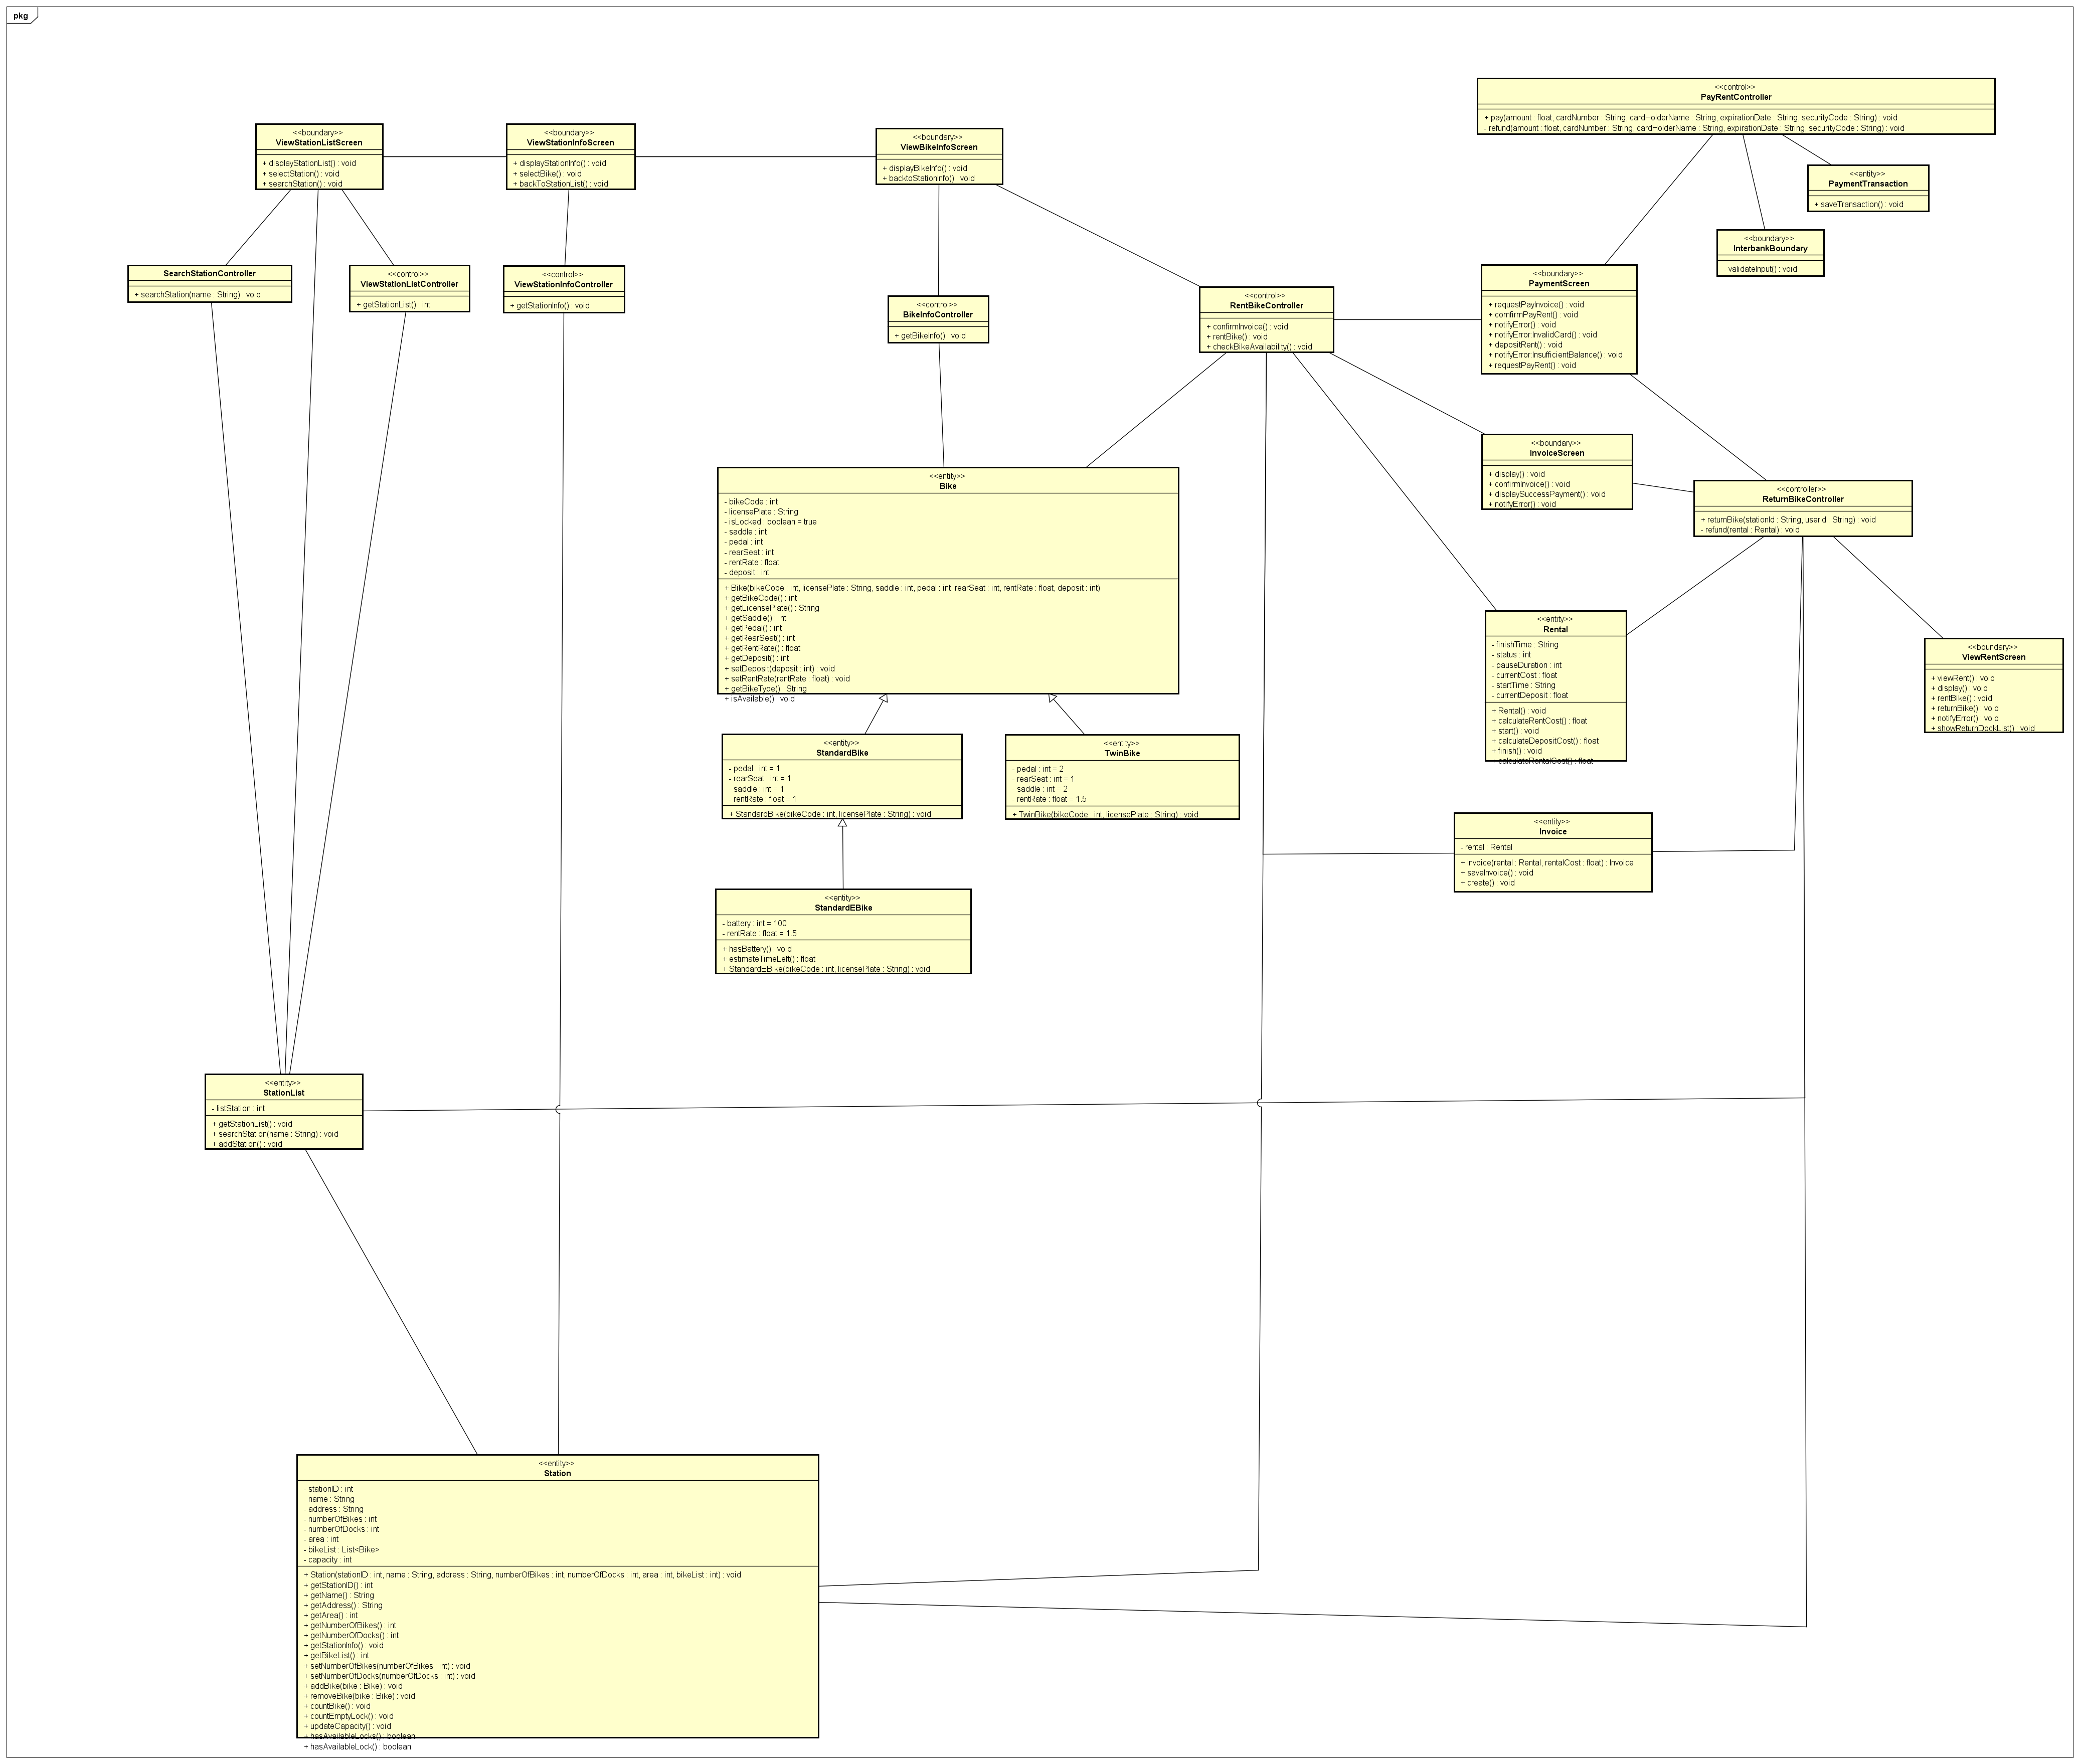 pkg
<<control>>
PayRentController
+ pay(amount : float, cardNumber : String, cardHolderName : String, expirationDate : String, securityCode : String) : void
- refund(amount : float, cardNumber : String, cardHolderName : String, expirationDate : String, securityCode : String) : void
<<boundary>>
ViewStationListScreen
+ displayStationList() : void
+ selectStation() : void
+ searchStation() : void
<<boundary>>
ViewStationInfoScreen
+ displayStationInfo() : void
+ selectBike() : void
+ backToStationList() : void
<<boundary>>
ViewBikeInfoScreen
+ displayBikeInfo() : void
+ backtoStationInfo() : void
<<entity>>
PaymentTransaction
+ saveTransaction() : void
<<boundary>>
InterbankBoundary
- validateInput() : void
SearchStationController
+ searchStation(name : String) : void
<<control>>
ViewStationListController
+ getStationList() : int
<<control>>
ViewStationInfoController
+ getStationInfo() : void
<<control>>
BikeInfoController
+ getBikeInfo() : void
<<control>>
RentBikeController
+ confirmInvoice() : void
+ rentBike() : void
+ checkBikeAvailability() : void
<<boundary>>
PaymentScreen
+ requestPayInvoice() : void
+ comfirmPayRent() : void
+ notifyError() : void
+ notifyError:InvalidCard() : void
+ depositRent() : void
+ notifyError:InsufficientBalance() : void
+ requestPayRent() : void
<<boundary>>
InvoiceScreen
+ display() : void
+ confirmInvoice() : void
+ displaySuccessPayment() : void
+ notifyError() : void
<<controller>>
ReturnBikeController
+ returnBike(stationId : String, userId : String) : void
- refund(rental : Rental) : void
<<entity>>
Bike
- bikeCode : int
- licensePlate : String
- isLocked : boolean = true
- saddle : int
- pedal : int
- rearSeat : int
- rentRate : float
- deposit : int
+ Bike(bikeCode : int, licensePlate : String, saddle : int, pedal : int, rearSeat : int, rentRate : float, deposit : int)
+ getBikeCode() : int
+ getLicensePlate() : String
+ getSaddle() : int
+ getPedal() : int
+ getRearSeat() : int
+ getRentRate() : float
+ getDeposit() : int
+ setDeposit(deposit : int) : void
+ setRentRate(rentRate : float) : void
+ getBikeType() : String
+ isAvailable() : void
<<entity>>
Rental
- finishTime : String
- status : int
- pauseDuration : int
- currentCost : float
- startTime : String
- currentDeposit : float
+ Rental() : void
+ calculateRentCost() : float
+ start() : void
+ calculateDepositCost() : float
+ finish() : void
+ calculateRentalCost() : float
<<boundary>>
ViewRentScreen
+ viewRent() : void
+ display() : void
+ rentBike() : void
+ returnBike() : void
+ notifyError() : void
+ showReturnDockList() : void
<<entity>>
StandardBike
- pedal : int = 1
- rearSeat : int = 1
- saddle : int = 1
- rentRate : float = 1
+ StandardBike(bikeCode : int, licensePlate : String) : void
<<entity>>
TwinBike
- pedal : int = 2
- rearSeat : int = 1
- saddle : int = 2
- rentRate : float = 1.5
+ TwinBike(bikeCode : int, licensePlate : String) : void
<<entity>>
Invoice
- rental : Rental
+ Invoice(rental : Rental, rentalCost : float) : Invoice
+ saveInvoice() : void
+ create() : void
<<entity>>
StandardEBike
- battery : int = 100
- rentRate : float = 1.5
+ hasBattery() : void
+ estimateTimeLeft() : float
+ StandardEBike(bikeCode : int, licensePlate : String) : void
<<entity>>
StationList
- listStation : int
+ getStationList() : void
+ searchStation(name : String) : void
+ addStation() : void
<<entity>>
Station
- stationID : int
- name : String
- address : String
- numberOfBikes : int
- numberOfDocks : int
- area : int
- bikeList : List<Bike>
- capacity : int
+ Station(stationID : int, name : String, address : String, numberOfBikes : int, numberOfDocks : int, area : int, bikeList : int) : void
+ getStationID() : int
+ getName() : String
+ getAddress() : String
+ getArea() : int
+ getNumberOfBikes() : int
+ getNumberOfDocks() : int
+ getStationInfo() : void
+ getBikeList() : int
+ setNumberOfBikes(numberOfBikes : int) : void
+ setNumberOfDocks(numberOfDocks : int) : void
+ addBike(bike : Bike) : void
+ removeBike(bike : Bike) : void
+ countBike() : void
+ countEmptyLock() : void
+ updateCapacity() : void
+ hasAvailableLocks() : boolean
+ hasAvailableLock() : boolean